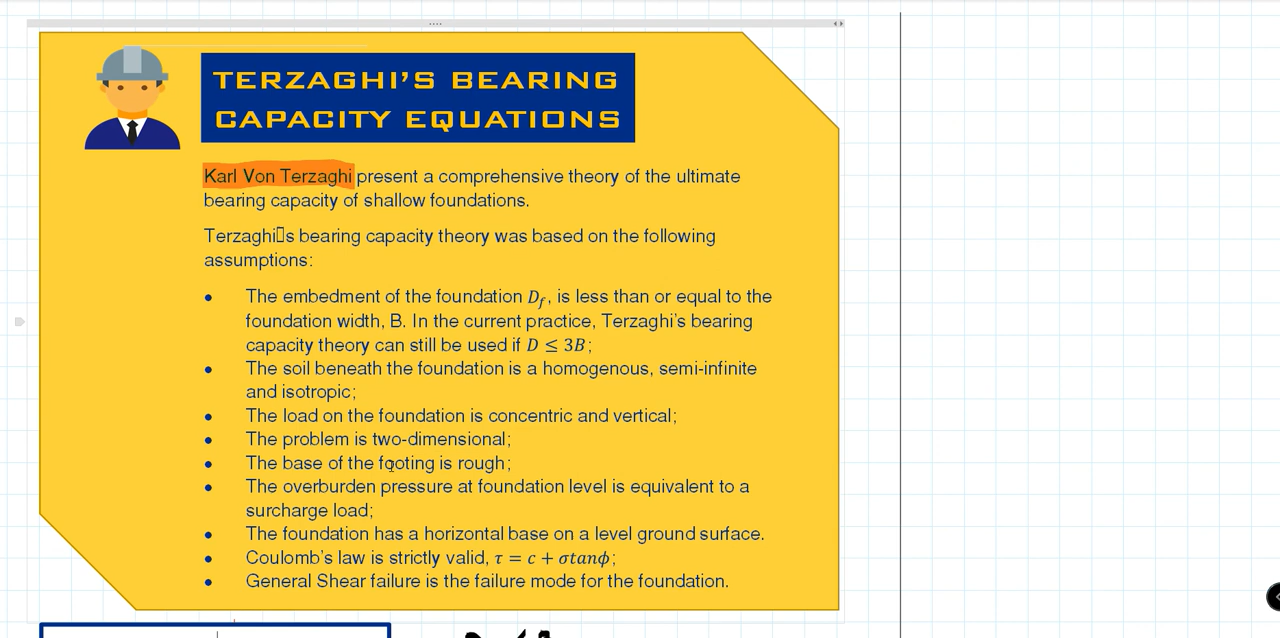 TERZAGHI'S BEARING
CAPACITY EQUATIONS
Karl Von Terzaghi present a comprehensive theory of the ultimate
bearing capacity of shallow foundations.
Terzaghi▯s bearing capacity theory was based on the following
assumptions:
• The embedment of the foundation D_f, is less than or equal to the
foundation width, B. In the current practice, Terzaghi's bearing
capacity theory can still be used if D ≤ 3B;
• The soil beneath the foundation is a homogenous, semi-infinite
and isotropic;
• The load on the foundation is concentric and vertical;
• The problem is two-dimensional;
• The base of the footing is rough;
• The overburden pressure at foundation level is equivalent to a
surcharge load;
• The foundation has a horizontal base on a level ground surface.
• Coulomb's law is strictly valid, τ = c + σtanϕ;
• General Shear failure is the failure mode for the foundation.